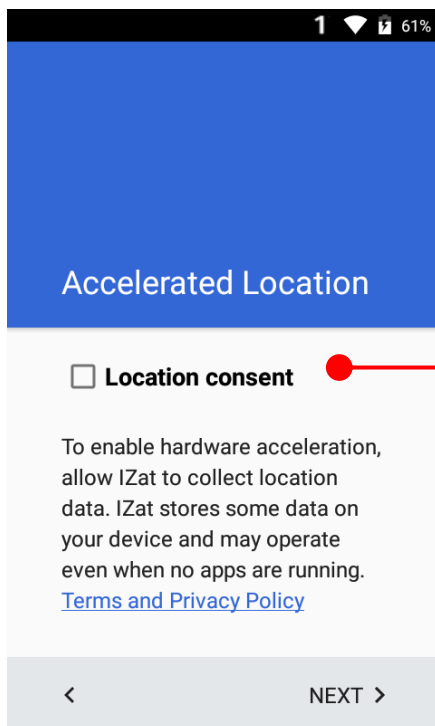 1 61%
Accelerated Location
Location consent
To enable hardware acceleration,
allow IZat to collect location
data. IZat stores some data on
your device and may operate
even when no apps are running.
Terms and Privacy Policy
NEXT